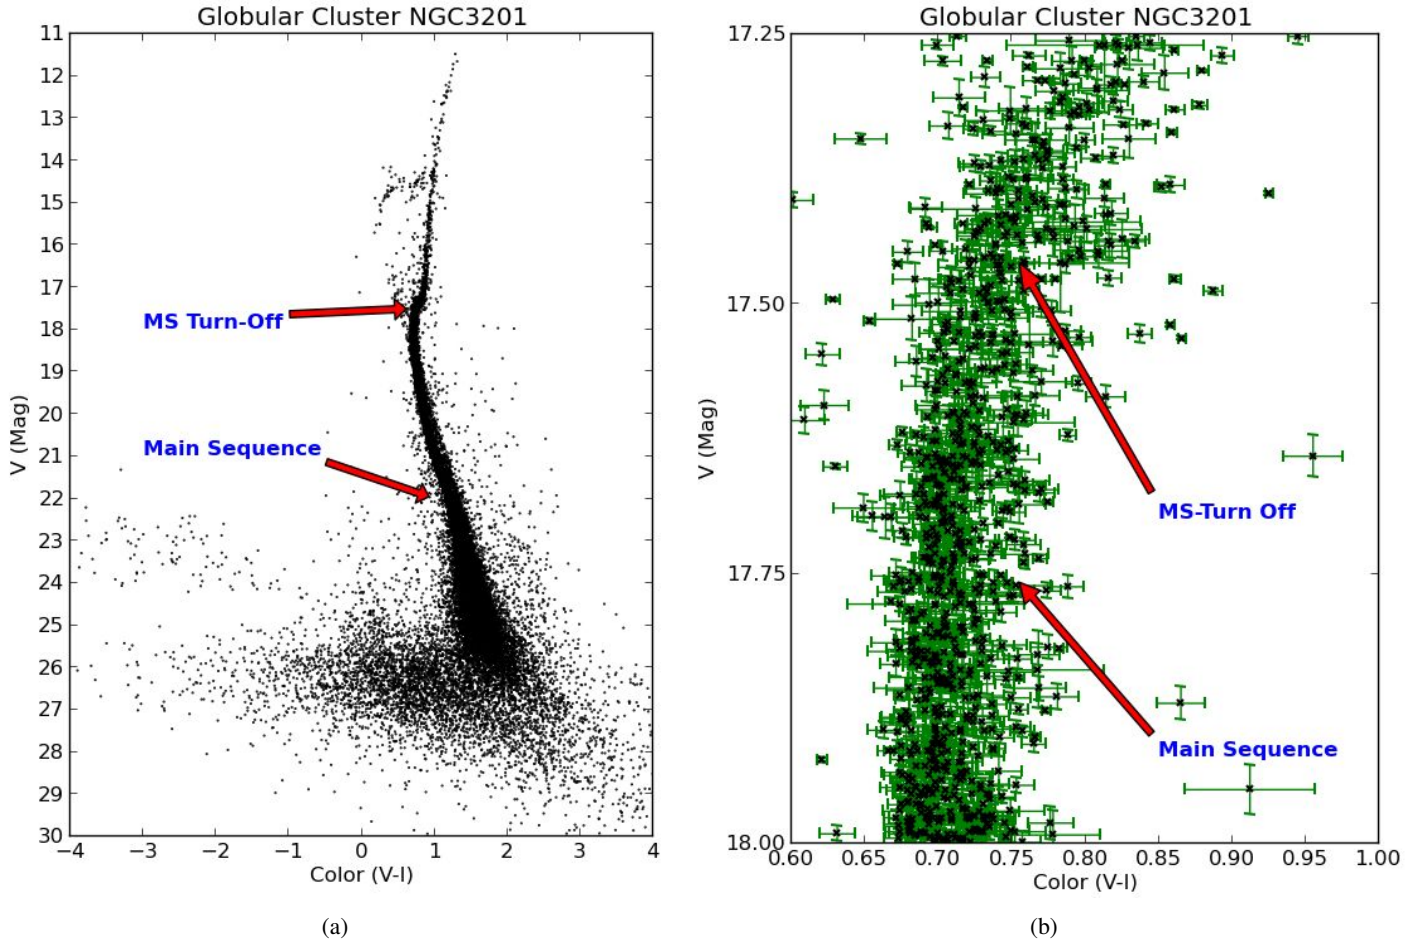 Globular Cluster NGC3201
11
12
13
14
15
16
17
18
19
20
21
22
23
24
25
26
27
28
29
30
V (Mag)
MS Turn-Off
Main Sequence
−4 −3 −2 −1 0 1 2 3 4
Color (V-I)
(a)
Globular Cluster NGC3201
17.25
17.50
17.75
18.00
V (Mag)
MS-Turn Off
Main Sequence
0.60 0.65 0.70 0.75 0.80 0.85 0.90 0.95 1.00
Color (V-I)
(b)